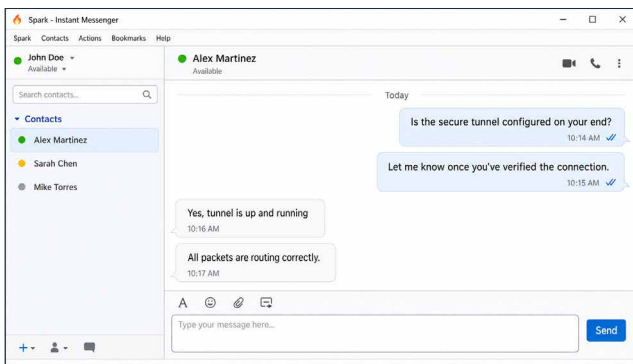 Spark - Instant Messenger
Spark Contacts Actions Bookmarks Help
John Doe
Available
Search contacts...
Contacts
Alex Martinez
Sarah Chen
Mike Torres
Alex Martinez
Available
Today
Is the secure tunnel configured on your end?
10:14 AM
Let me know once you've verified the connection.
10:15 AM
Yes, tunnel is up and running
10:16 AM
All packets are routing correctly.
10:17 AM
A
Type your message here...
Send